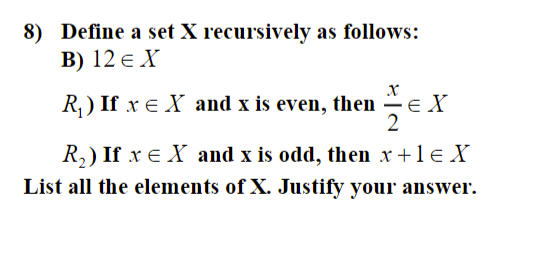 8) Define a set X recursively as follows:
B) 12 ∈ X
R₁) If x ∈ X and x is even, then x/2 ∈ X
R₂) If x ∈ X and x is odd, then x + 1 ∈ X
List all the elements of X. Justify your answer.